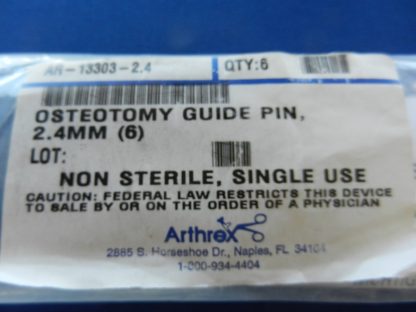 AR-13303-2.4
QTY:6
OSTEOTOMY GUIDE PIN,
2.4MM (6)
LOT:
NON STERILE, SINGLE USE
CAUTION: FEDERAL LAW RESTRICTS THIS DEVICE
TO SALE BY OR ON THE ORDER OF A PHYSICIAN
Arthrex
2885 S. Horseshoe Dr., Naples, FL 34104
1-800-934-4404